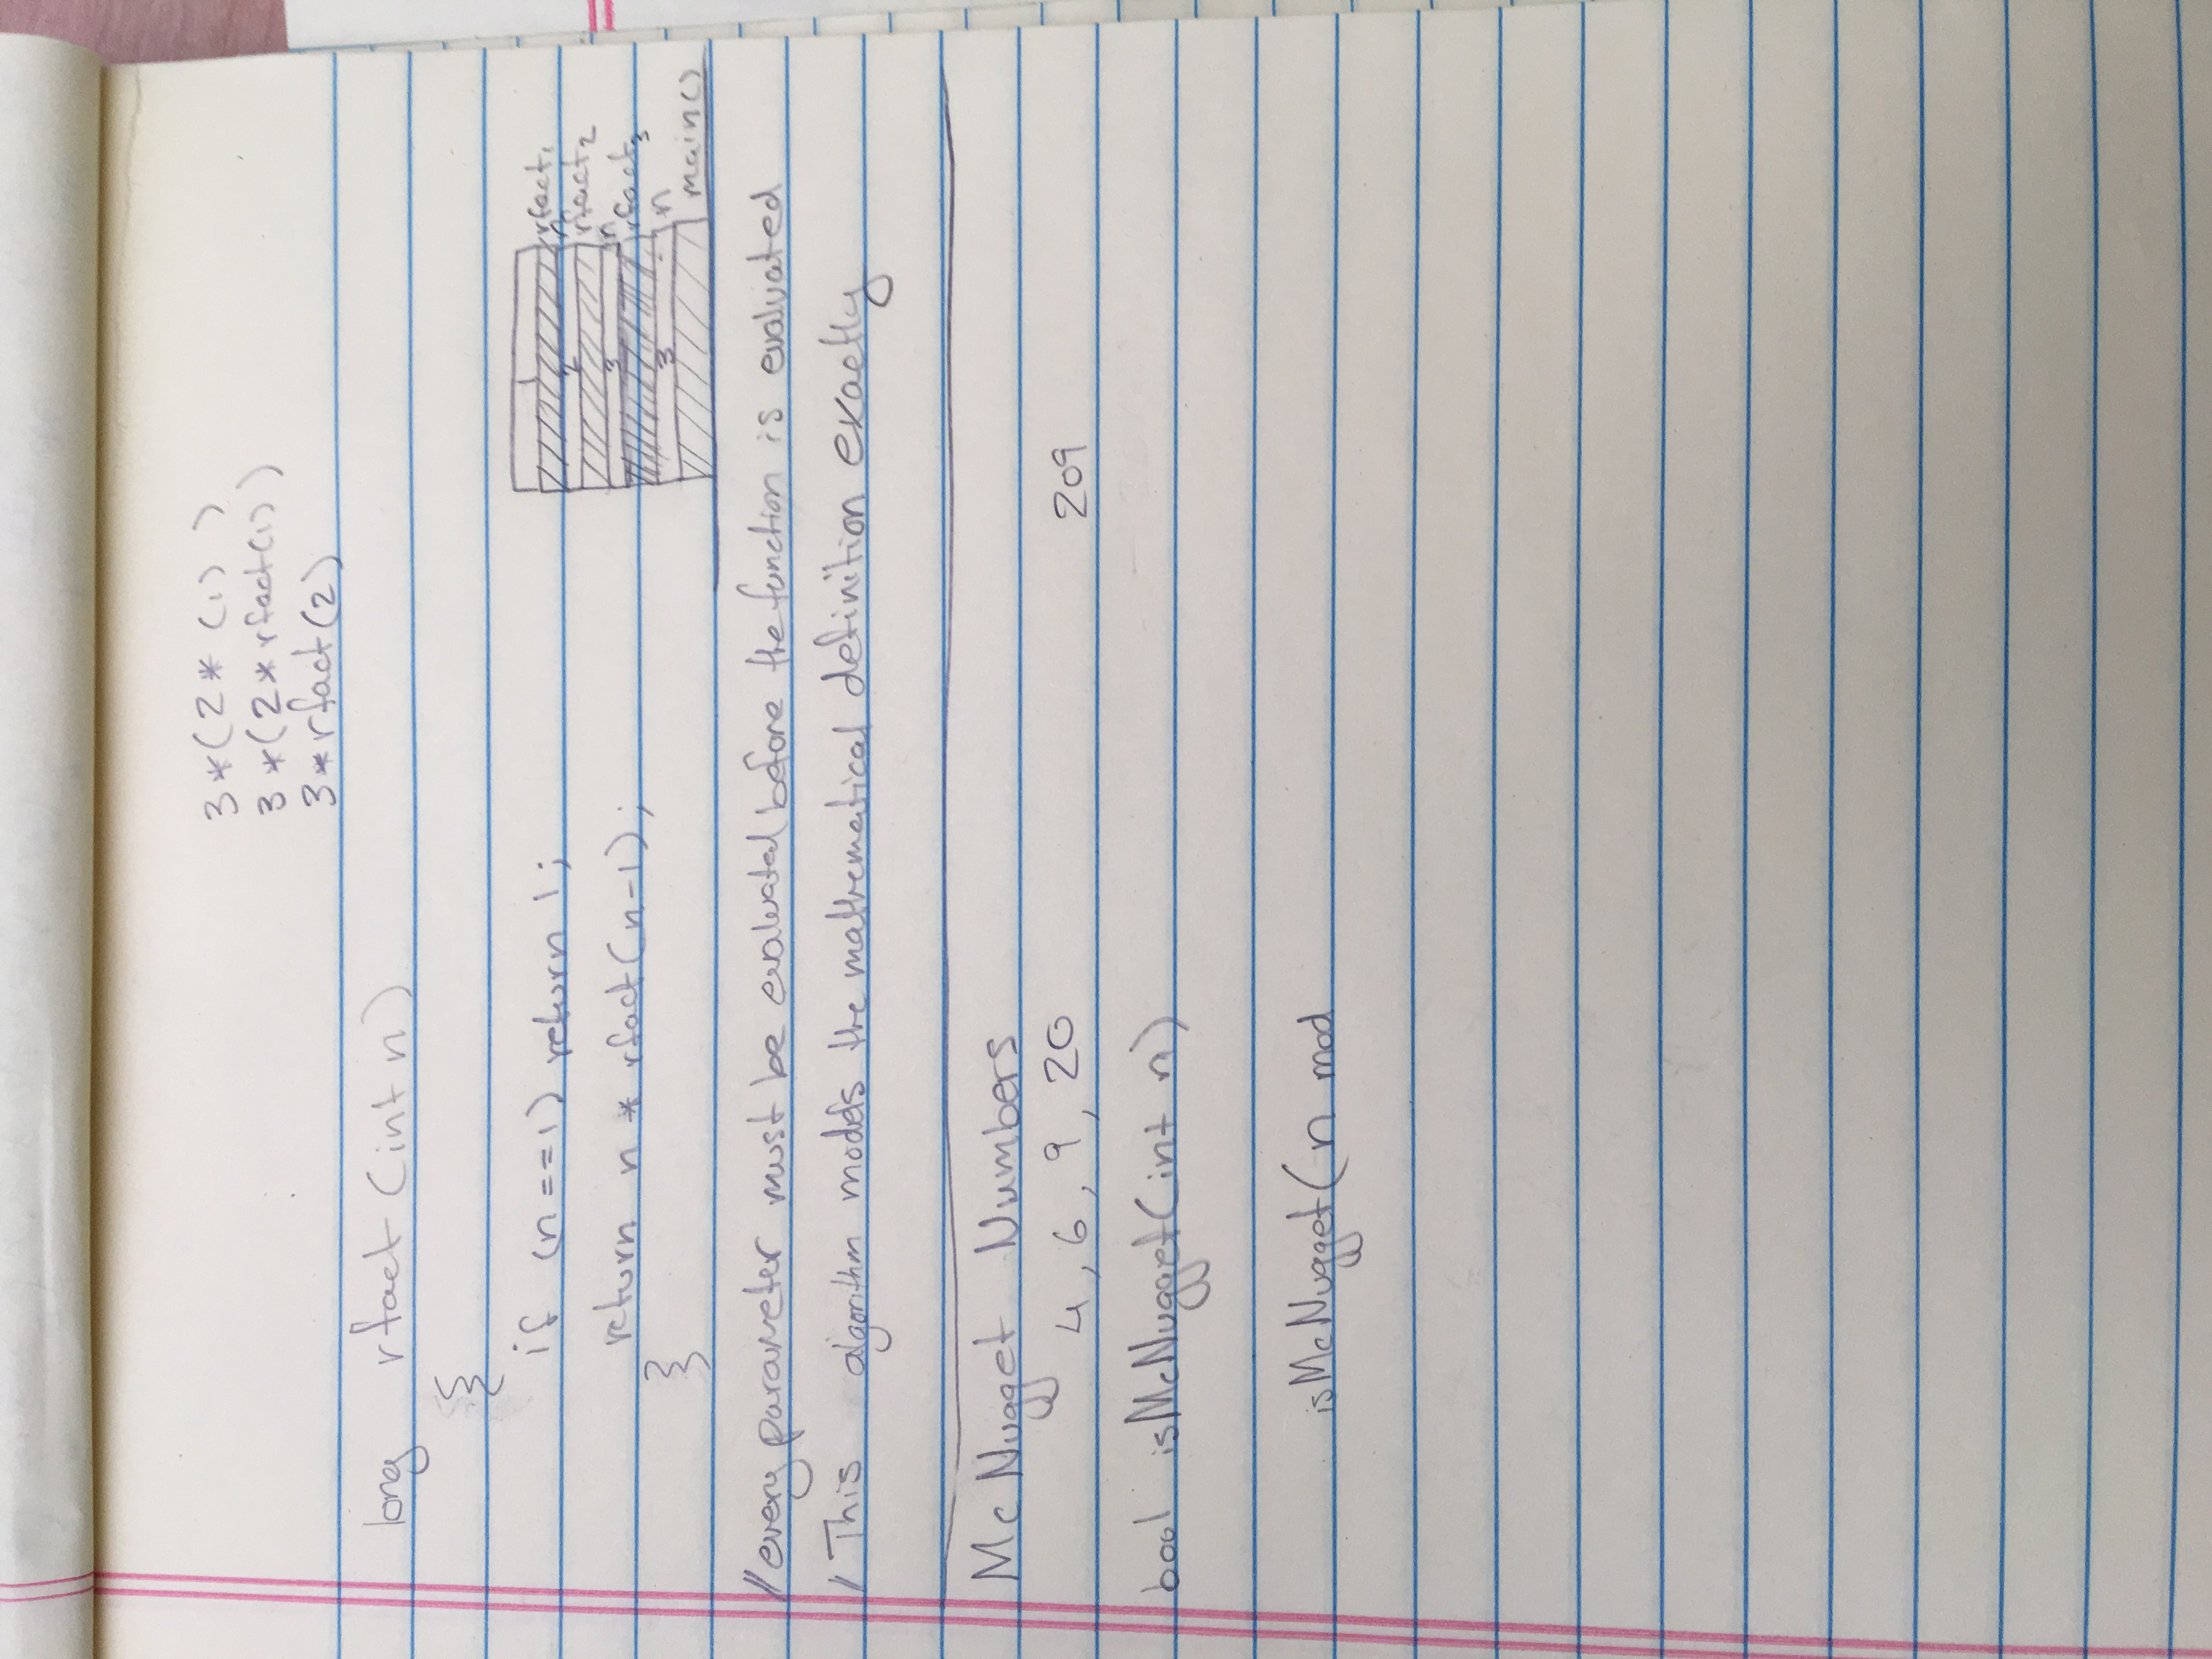 3*(2*(1) )
3*(2*rfact(1))
3*rfact(2)
long rfact (int n)
{
if (n==1) return 1;
return n * rfact(n-1);
}
1
rfact1
n
2
rfact2
n
3
rfact3
n
3
main()
//every parameter must be evaluated before the function is evaluated
// This algorithm models the mathematical definition exactly
McNugget Numbers
4, 6, 9, 20 209
bool isMcNugget(int n)
isMcNugget(n mod